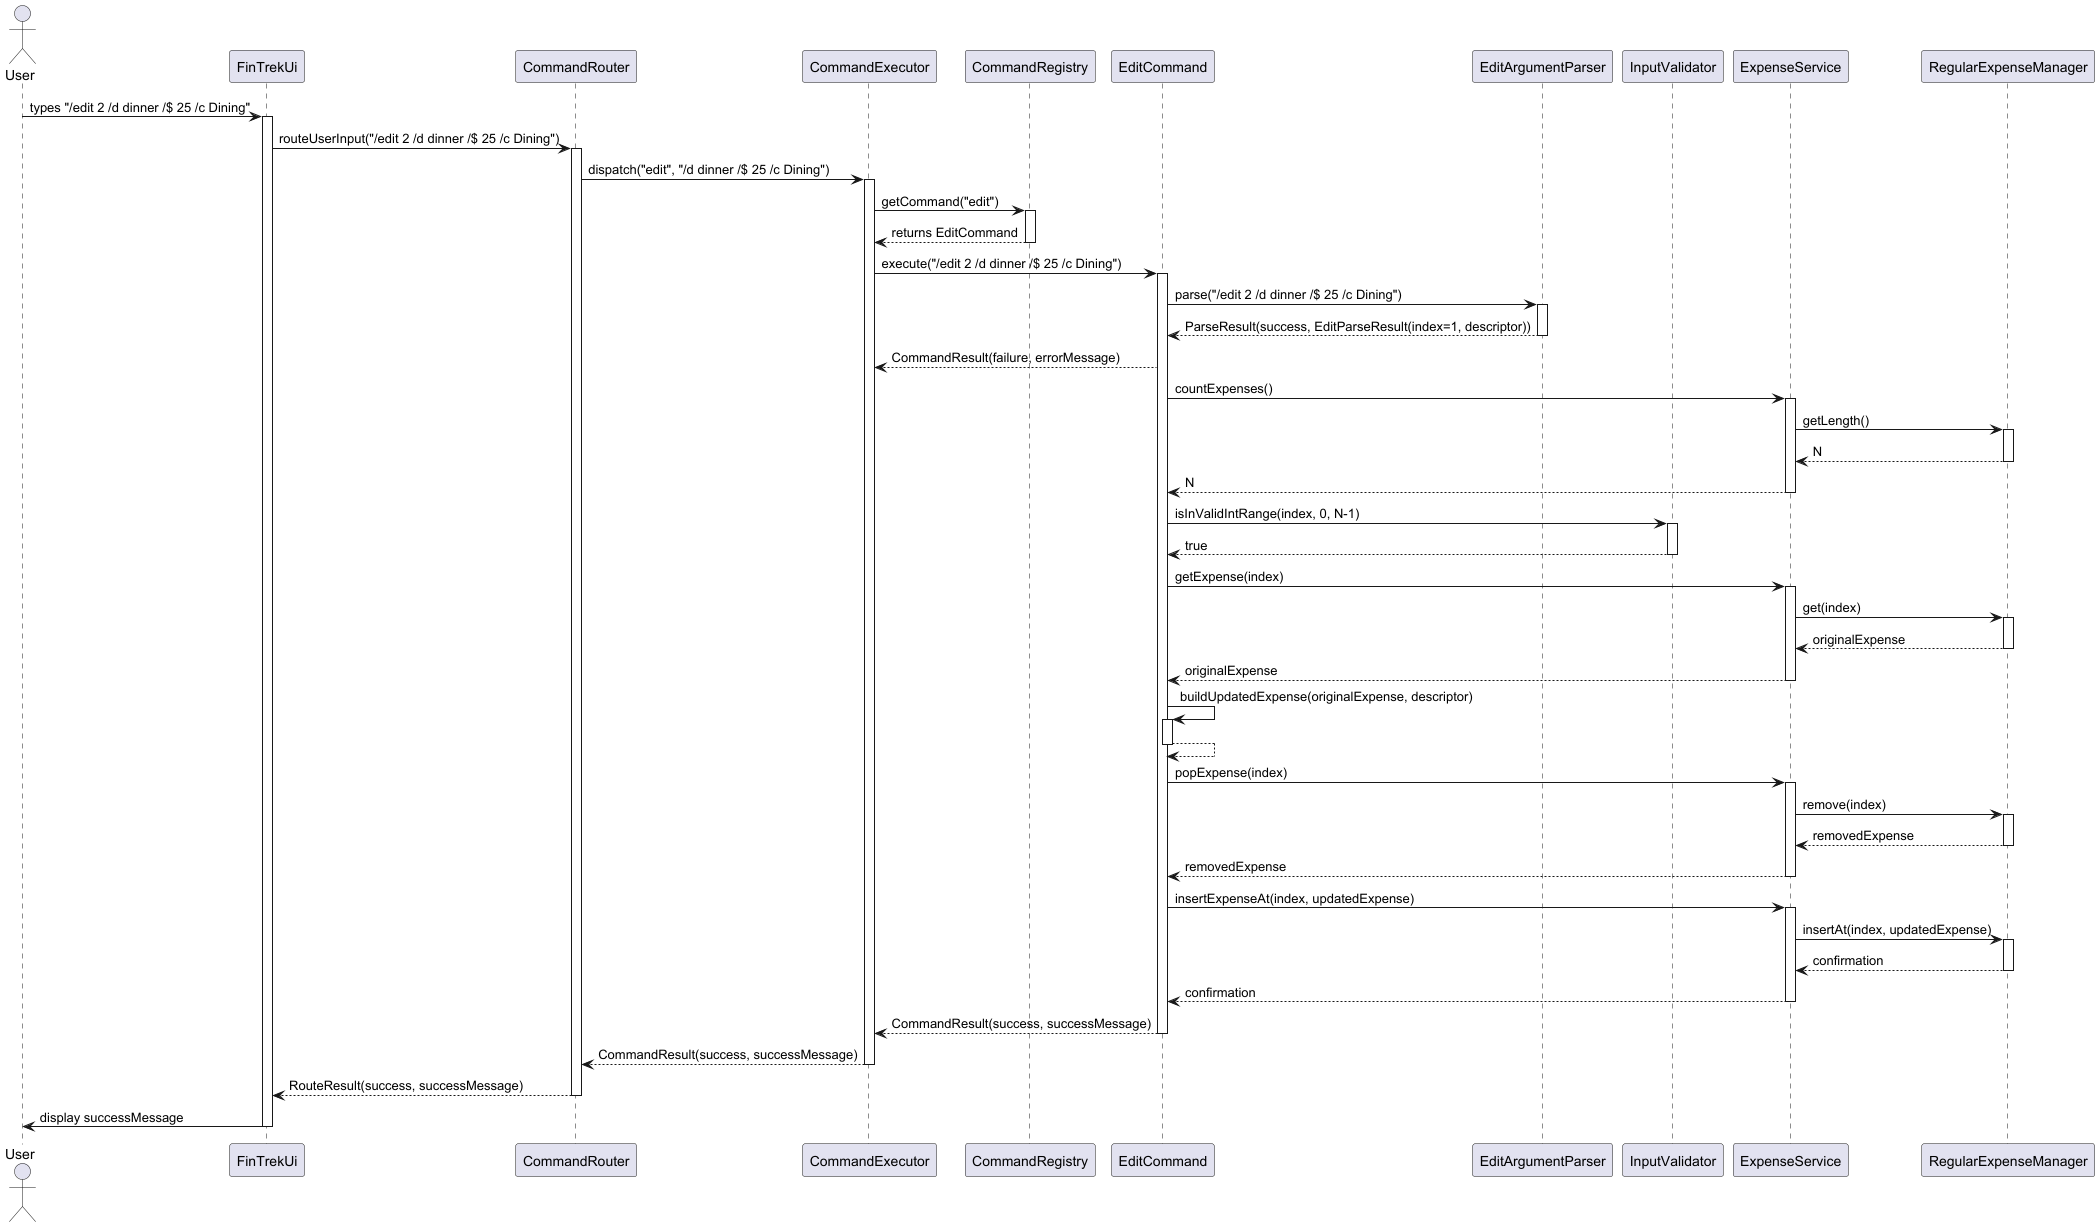 User
FinTrekUi
CommandRouter
CommandExecutor
CommandRegistry
EditCommand
EditArgumentParser
InputValidator
ExpenseService
RegularExpenseManager
types "/edit 2 /d dinner /$ 25 /c Dining"
routeUserInput("/edit 2 /d dinner /$ 25 /c Dining")
dispatch("edit", "/d dinner /$ 25 /c Dining")
getCommand("edit")
returns EditCommand
execute("/edit 2 /d dinner /$ 25 /c Dining")
parse("/edit 2 /d dinner /$ 25 /c Dining")
ParseResult(success, EditParseResult(index=1, descriptor))
CommandResult(failure, errorMessage)
countExpenses()
getLength()
N
N
isInValidIntRange(index, 0, N-1)
true
getExpense(index)
get(index)
originalExpense
originalExpense
buildUpdatedExpense(originalExpense, descriptor)
popExpense(index)
remove(index)
removedExpense
removedExpense
insertExpenseAt(index, updatedExpense)
insertAt(index, updatedExpense)
confirmation
confirmation
CommandResult(success, successMessage)
CommandResult(success, successMessage)
RouteResult(success, successMessage)
display successMessage
User
FinTrekUi
CommandRouter
CommandExecutor
CommandRegistry
EditCommand
EditArgumentParser
InputValidator
ExpenseService
RegularExpenseManager